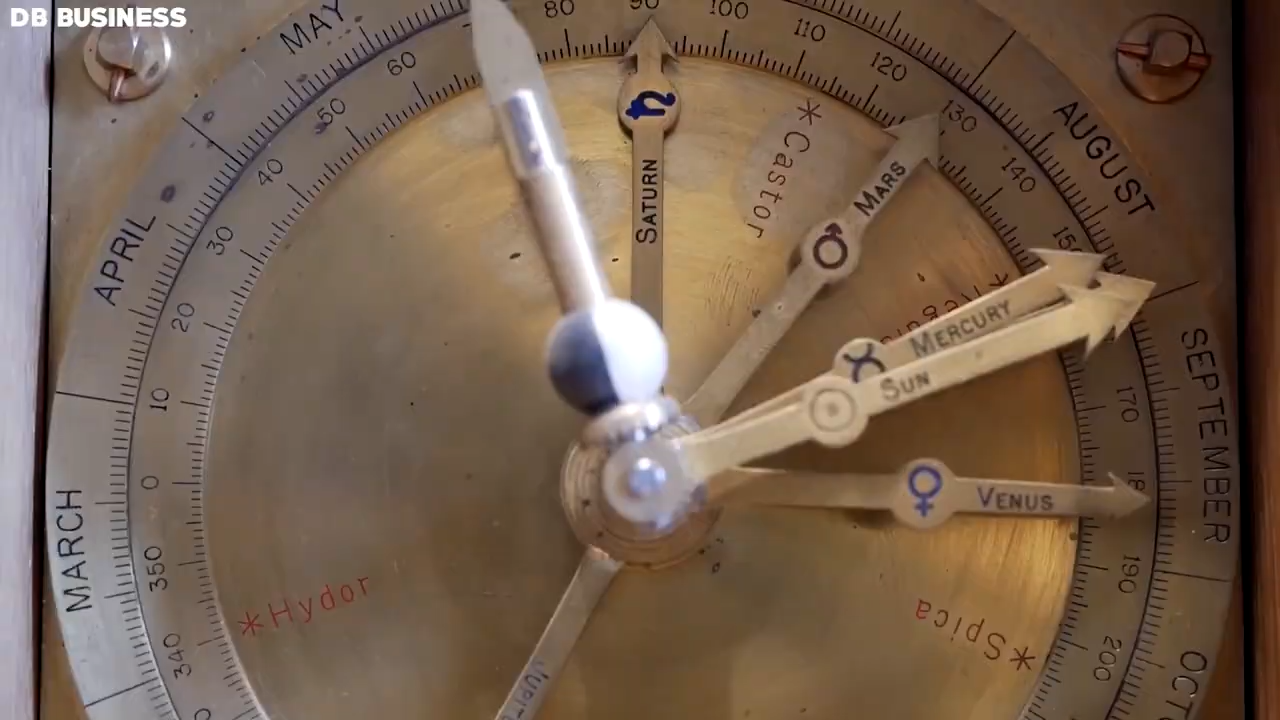 DB BUSINESS
MAY
80
90
100
110
120
130
140
170
190
200
60
50
40
30
20
10
0
350
340
APRIL
MARCH
AUGUST
SEPTEMBER
SATURN
*Castor
MARS
MERCURY
SUN
VENUS
*Hydor
*Spica